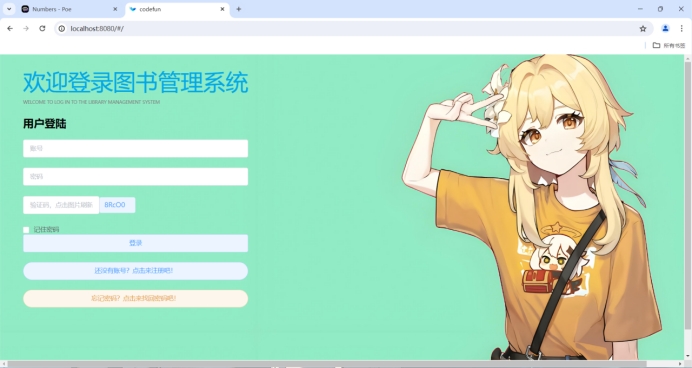 Numbers - Poe
codefun
localhost:8080/#/
所有书签
欢迎登录图书管理系统
WELCOME TO LOG IN TO THE LIBRARY MANAGEMENT SYSTEM
用户登陆
账号
密码
验证码，点击图片刷新
8RcO0
记住密码
登录
还没有账号？点击来注册吧！
忘记密码？点击来找回密码吧！